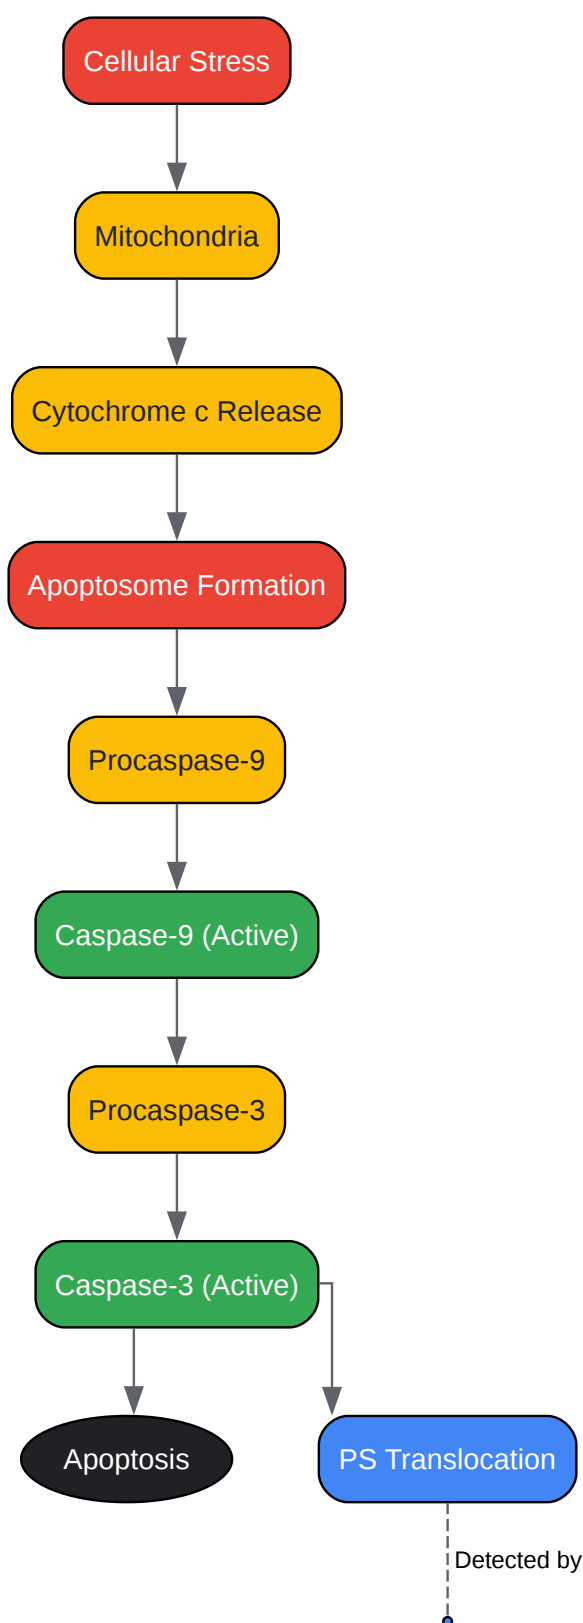 Cellular Stress
Mitochondria
Cytochrome c Release
Apoptosome Formation
Procaspase-9
Caspase-9 (Active)
Procaspase-3
Caspase-3 (Active)
Apoptosis
PS Translocation
Detected by